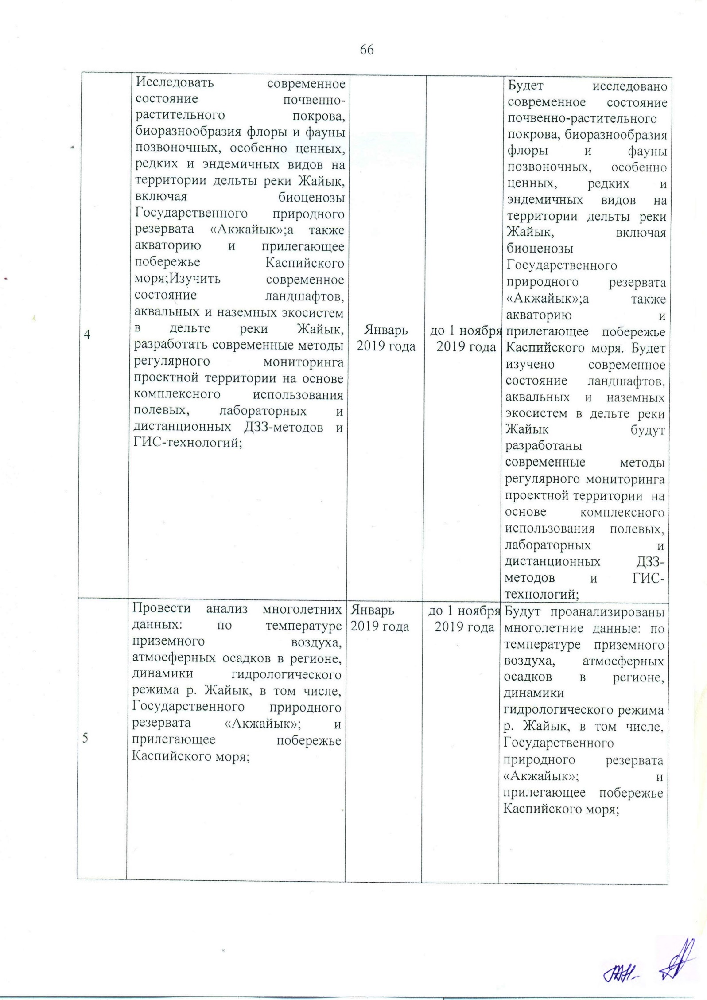 66
Исследовать современное
состояние почвенно-
растительного покрова,
биоразнообразия флоры и фауны
позвоночных, особенно ценных,
редких и эндемичных видов на
территории дельты реки Жайык,
включая биоценозы
Государственного природного
резервата «Акжайык»;а также
акваторию и прилегающее
побережье Каспийского
моря;Изучить современное
состояние ландшафтов,
аквальных и наземных экосистем
в дельте реки Жайык,
разработать современные методы
регулярного мониторинга
проектной территории на основе
комплексного использования
полевых, лабораторных и
дистанционных ДЗЗ-методов и
ГИС-технологий;
4
Январь
2019 года
до 1 ноября
2019 года
Будет исследовано
современное состояние
почвенно-растительного
покрова, биоразнообразия
флоры и фауны
позвоночных, особенно
ценных, редких и
эндемичных видов на
территории дельты реки
Жайык, включая
биоценозы
Государственного
природного резервата
«Акжайык»;а также
акваторию и
прилегающее побережье
Каспийского моря. Будет
изучено современное
состояние ландшафтов,
аквальных и наземных
экосистем в дельте реки
Жайык будут
разработаны
современные методы
регулярного мониторинга
проектной территории на
основе комплексного
использования полевых,
лабораторных и
дистанционных ДЗЗ-
методов и ГИС-
технологий;
5
Провести анализ многолетних
данных: по температуре
приземного воздуха,
атмосферных осадков в регионе,
динамики гидрологического
режима р. Жайык, в том числе,
Государственного природного
резервата «Акжайык»; и
прилегающее побережье
Каспийского моря;
Январь
2019 года
до 1 ноября
2019 года
Будут проанализированы
многолетние данные: по
температуре приземного
воздуха, атмосферных
осадков в регионе,
динамики
гидрологического режима
р. Жайык, в том числе,
Государственного
природного резервата
«Акжайык»; и
прилегающее побережье
Каспийского моря;